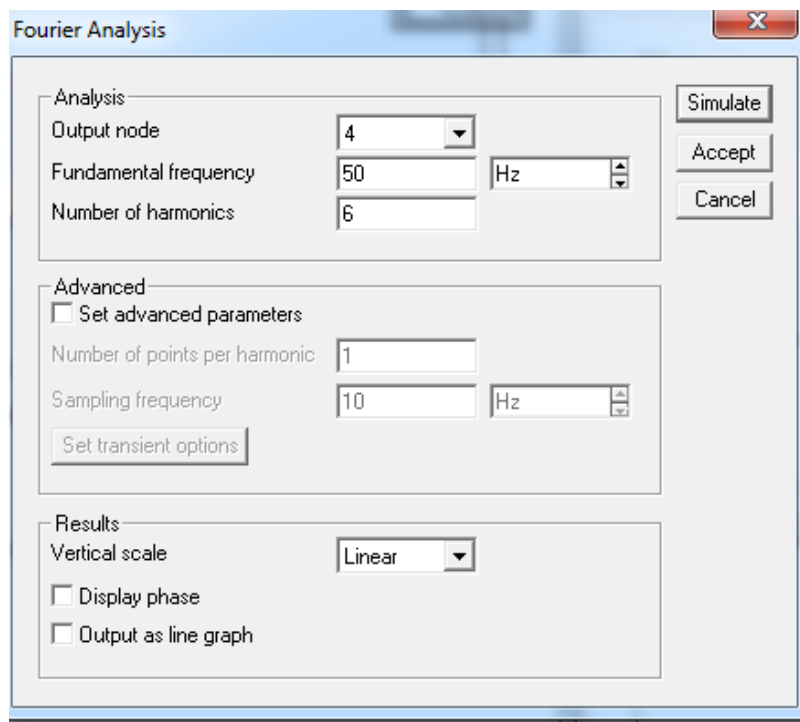 Fourier Analysis
x
Analysis
Output node 4
Fundamental frequency 50 Hz
Number of harmonics 6
Simulate
Accept
Cancel
Advanced
Set advanced parameters
Number of points per harmonic 1
Sampling frequency 10 Hz
Set transient options
Results
Vertical scale Linear
Display phase
Output as line graph